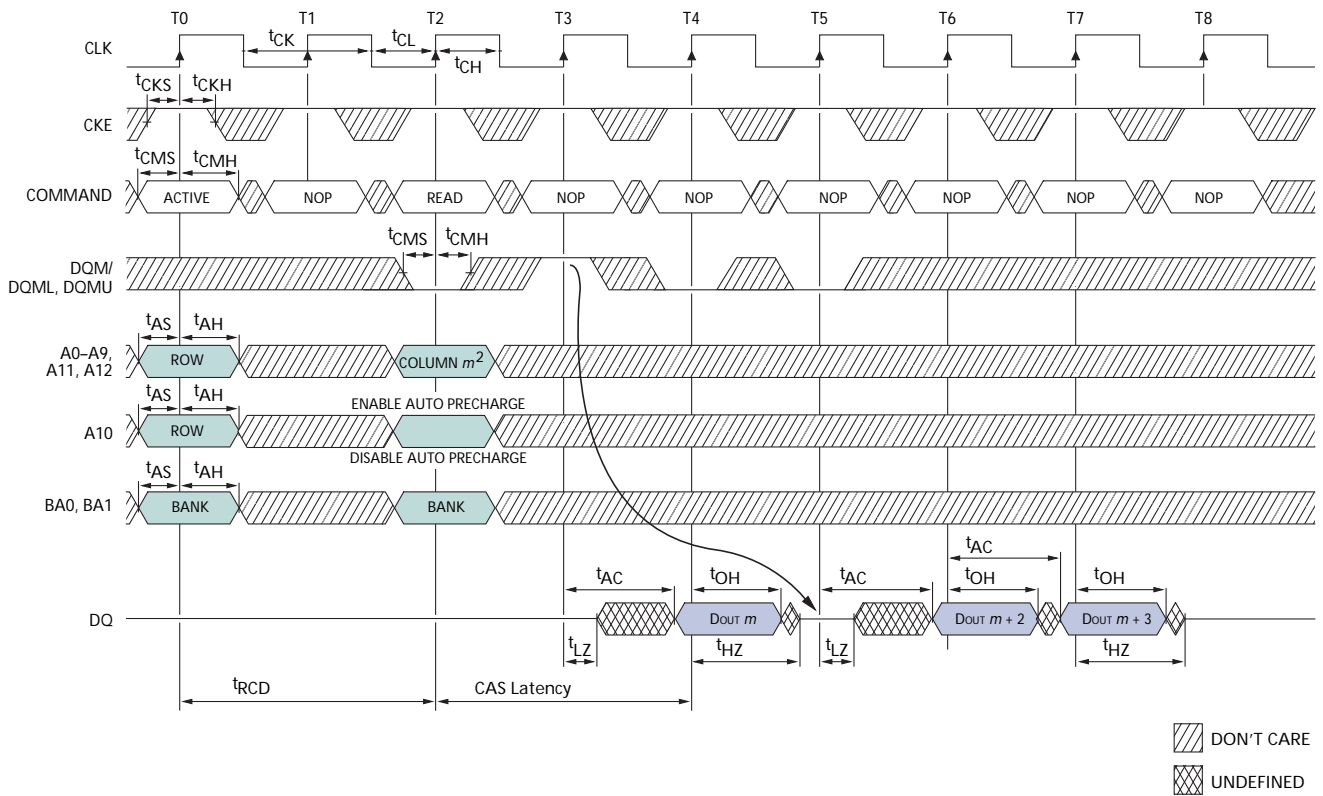 T0 T1 T2 T3 T4 T5 T6 T7 T8
CLK
tCK tCL
tCH
tCKS tCKH
CKE
tCMS tCMH
COMMAND ACTIVE NOP READ NOP NOP NOP NOP NOP NOP
tCMS tCMH
DQM/
DQML, DQMU
tAS tAH
A0–A9,
A11, A12
ROW COLUMN m2
tAS tAH
ENABLE AUTO PRECHARGE
A10 ROW
DISABLE AUTO PRECHARGE
tAS tAH
BA0, BA1 BANK BANK
tAC
tAC tOH tAC tOH tOH
DQ DOUT m DOUT m + 2 DOUT m + 3
tLZ tHZ tLZ tHZ
tRCD CAS Latency
DON'T CARE
UNDEFINED